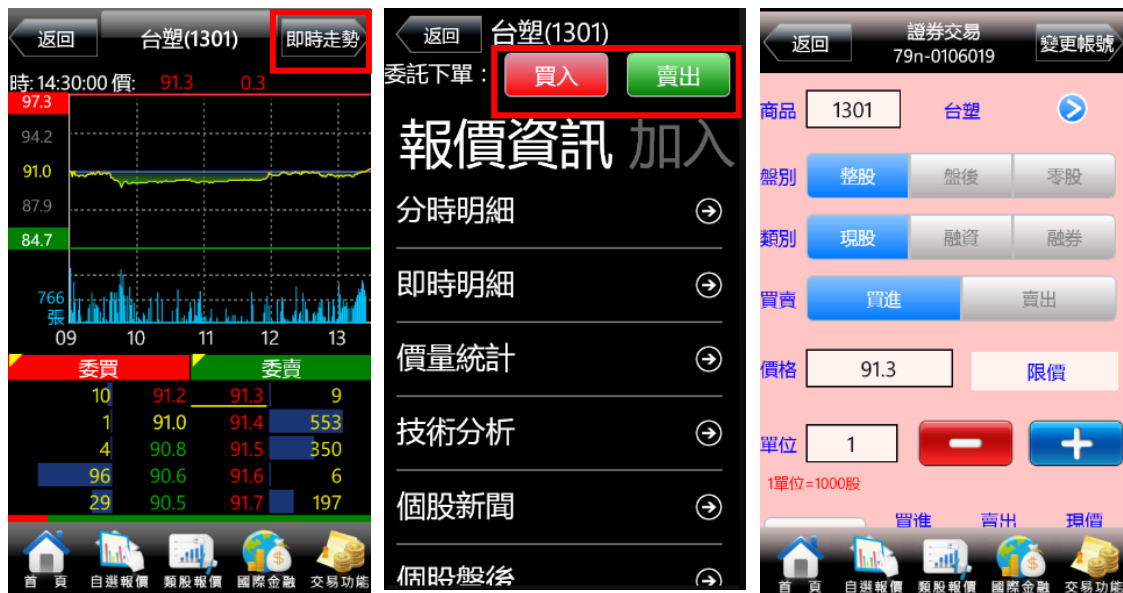 返回 台塑(1301) 即時走勢
時:14:30:00 價: 91.3 0.3
97.3
94.2
91.0
87.9
84.7
766
張
09 10 11 12 13
委買 委賣
10 91.2 91.3 9
1 91.0 91.4 553
4 90.8 91.5 350
96 90.6 91.6 6
29 90.5 91.7 197
首 頁 自選報價 類股報價 國際金融 交易功能
返回 台塑(1301)
委託下單： 買入 賣出
報價資訊 加入
分時明細
即時明細
價量統計
技術分析
個股新聞
個股盤後
返回 證券交易 變更帳號
79n-0106019
商品 1301 台塑
盤別 整股 盤後 零股
類別 現股 融資 融券
買賣 買進 賣出
價格 91.3 限價
單位 1
1單位=1000股
買進 賣出 現價
首 頁 自選報價 類股報價 國際金融 交易功能